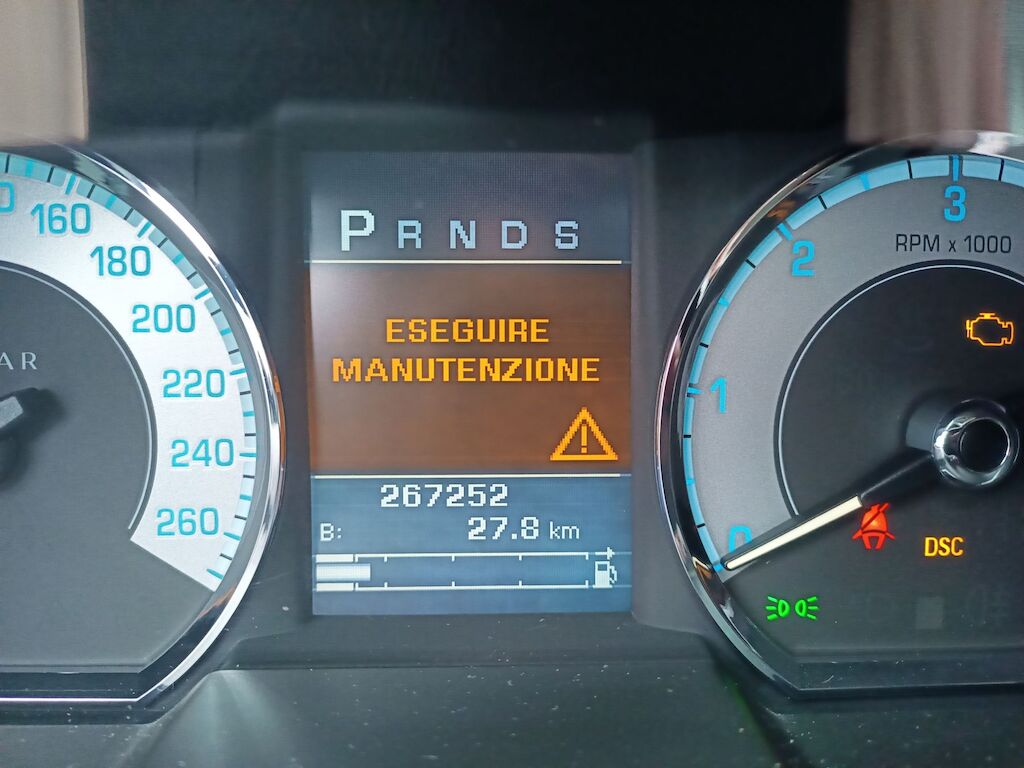 160
180
200
220
240
260
AR
P R N D S
ESEGUIRE
MANUTENZIONE
267252
B: 27.8 km
3
2
1
0
RPM x 1000
DSC